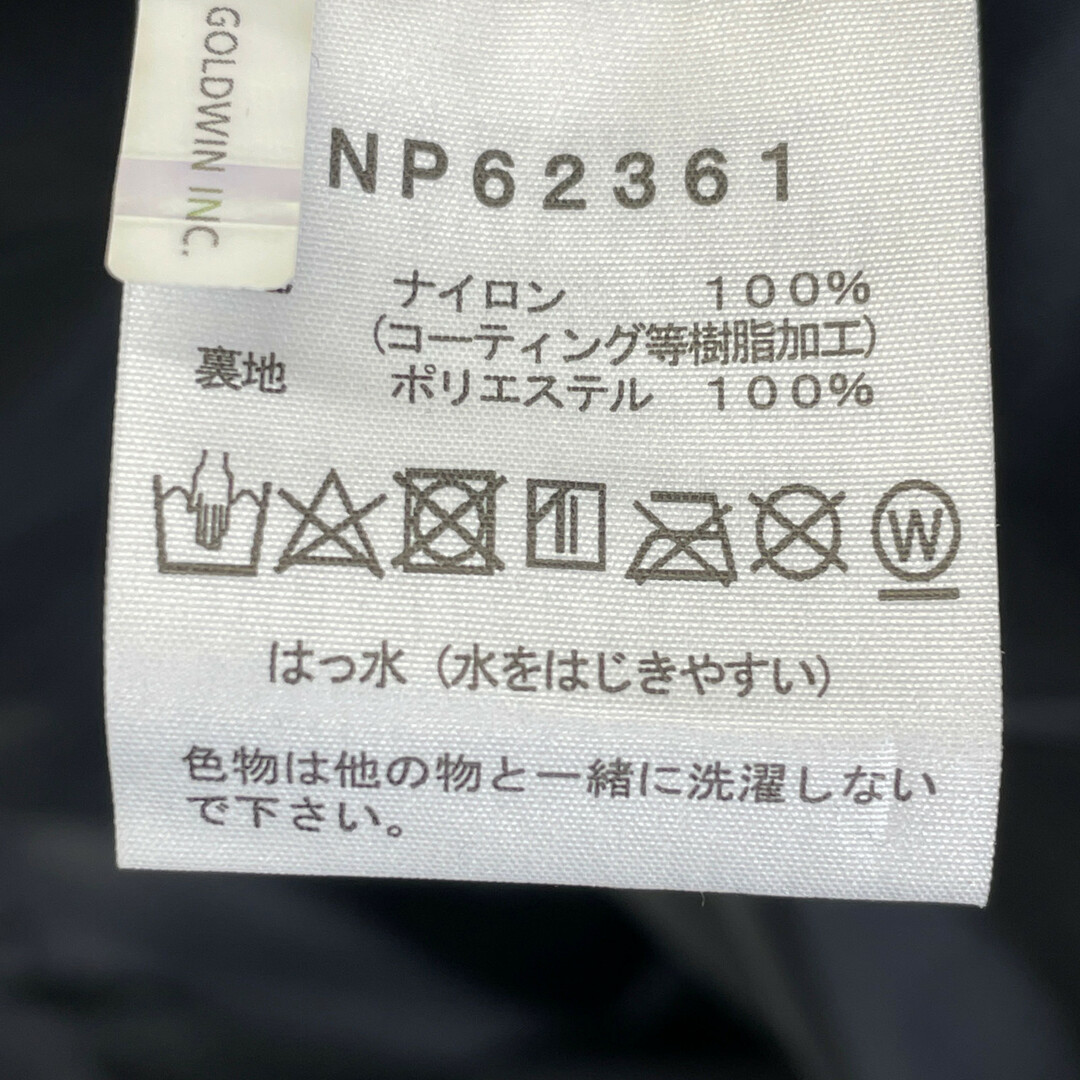 GOLDWIN INC.
NP62361
ナイロン 100%
(コーティング等樹脂加工)
裏地 ポリエステル 100%
W
はっ水（水をはじきやすい）
色物は他の物と一緒に洗濯しない
で下さい。